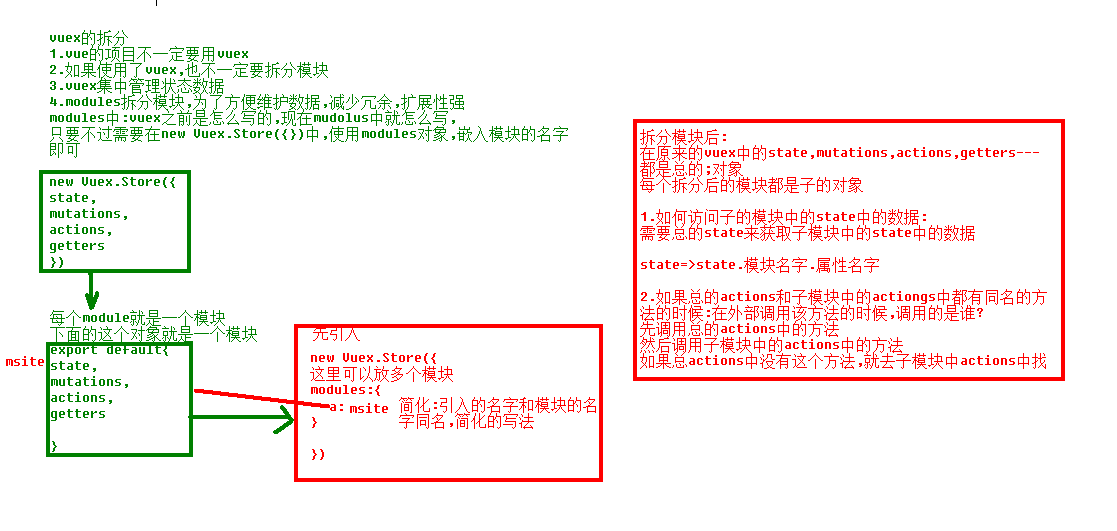 vuex的拆分
1.vue的项目不一定要用vuex
2.如果使用了vuex,也不一定要拆分模块
3.vuex集中管理状态数据
4.modules拆分模块,为了方便维护数据,减少冗余,扩展性强
modules中:vuex之前是怎么写的,现在mudolus中就怎么写,
只要不过需要在new Vuex.Store({})中,使用modules对象,嵌入模块的名字
即可
new Vuex.Store({
state,
mutations,
actions,
getters
})
每个module就是一个模块
下面的这个对象就是一个模块
msite
export default{
state,
mutations,
actions,
getters
}
先引入
new Vuex.Store({
这里可以放多个模块
modules:{
a: msite
}
})
简化:引入的名字和模块的名
字同名,简化的写法
拆分模块后:
在原来的vuex中的state,mutations,actions,getters---
都是总的;对象
每个拆分后的模块都是子的对象
1.如何访问子的模块中的state中的数据:
需要总的state来获取子模块中的state中的数据
state=>state.模块名字.属性名字
2.如果总的actions和子模块中的actiongs中都有同名的方
法的时候:在外部调用该方法的时候,调用的是谁?
先调用总的actions中的方法
然后调用子模块中的actions中的方法
如果总actions中没有这个方法,就去子模块中actions中找